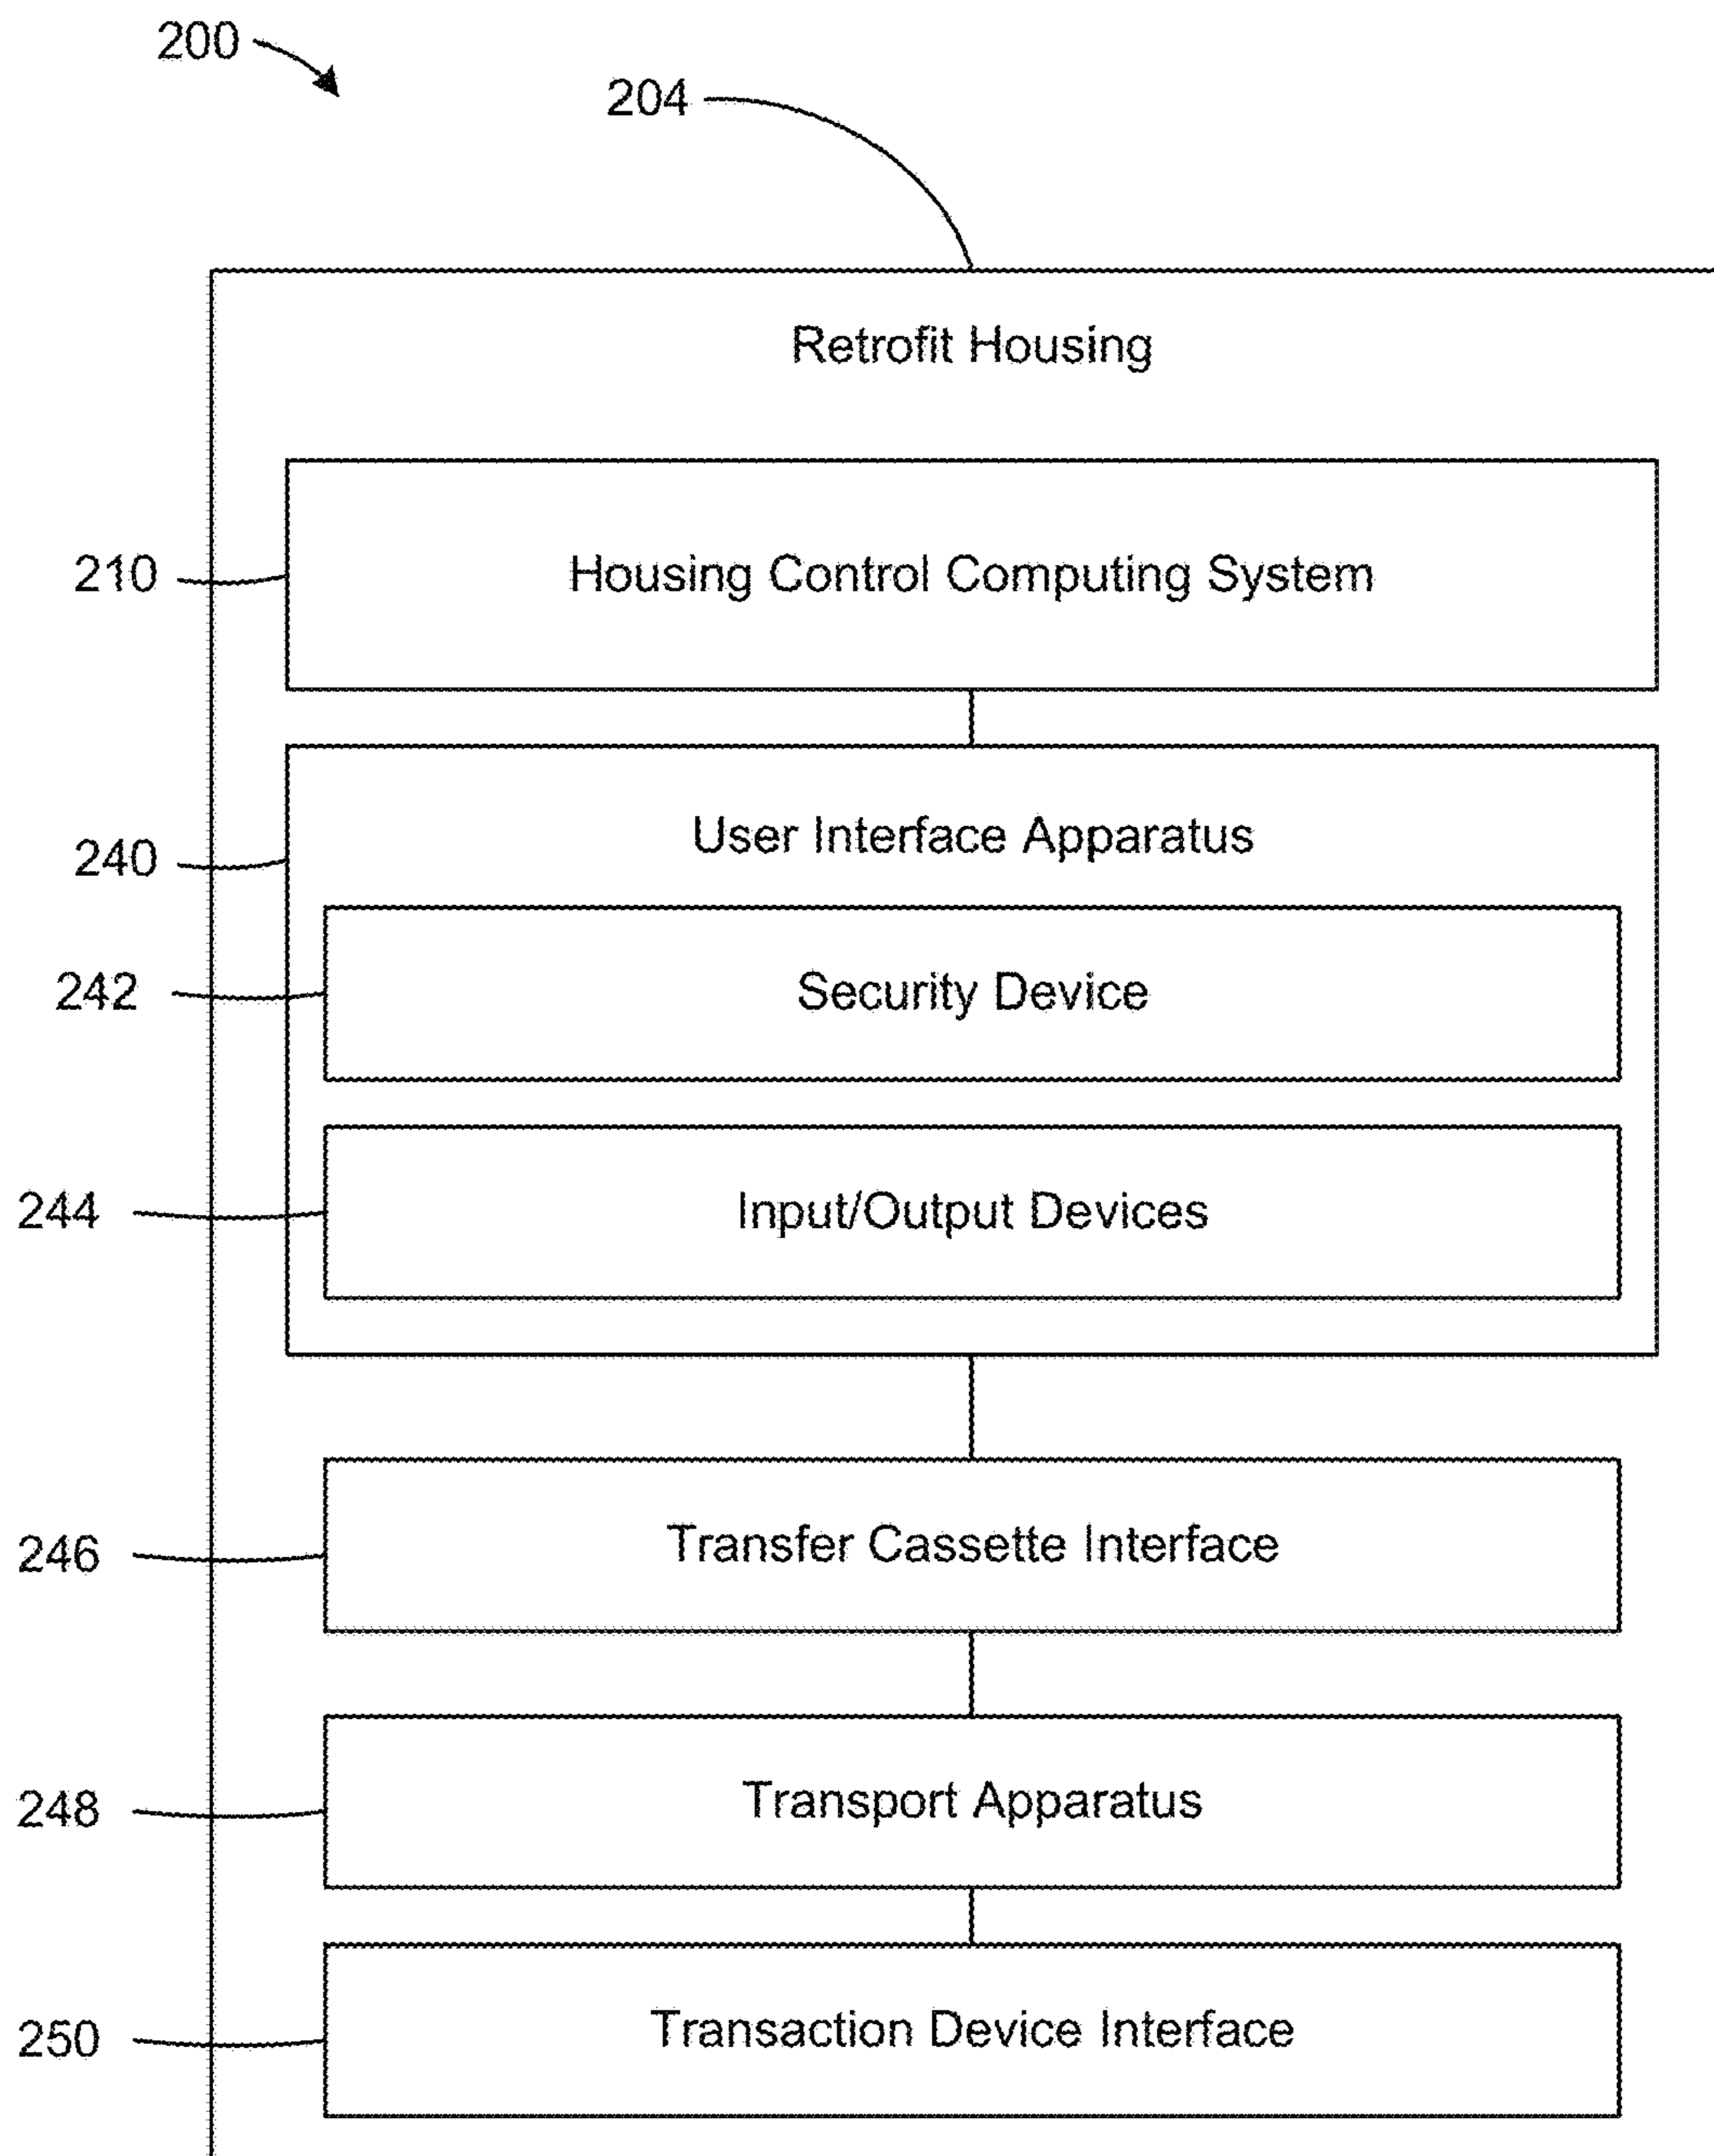 200
204
Retrofit Housing
210
Housing Control Computing System
240
User Interface Apparatus
242
Security Device
244
Input/Output Devices
246
Transfer Cassette Interface
248
Transport Apparatus
250
Transaction Device Interface